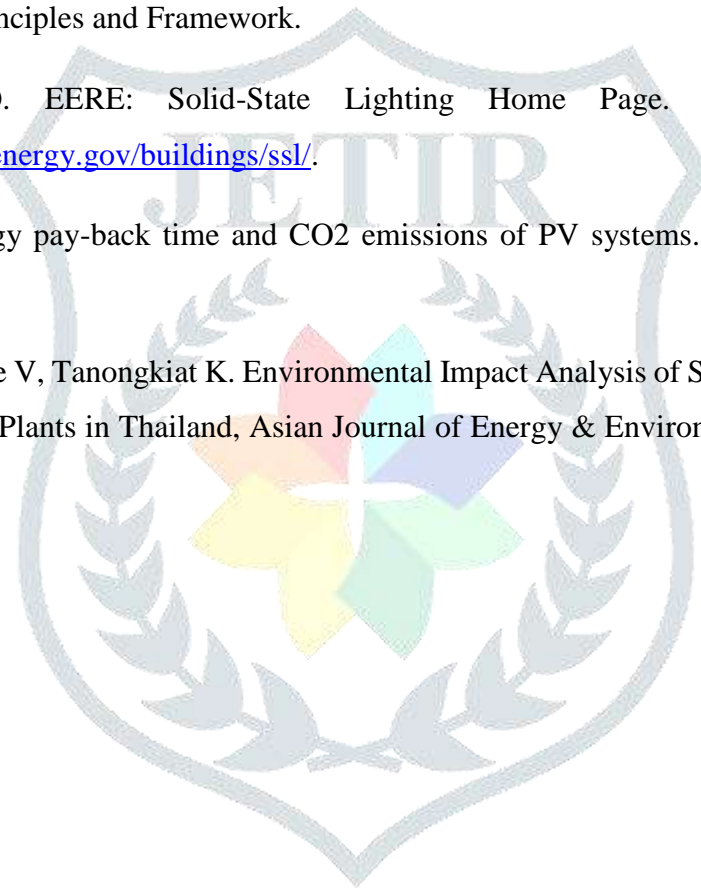 nciples and Framework.
. EERE: Solid-State Lighting Home Page.
energy.gov/buildings/ssl/.
gy pay-back time and CO2 emissions of PV systems.
JETIR
e V, Tanongkiat K. Environmental Impact Analysis of S
Plants in Thailand, Asian Journal of Energy & Environ